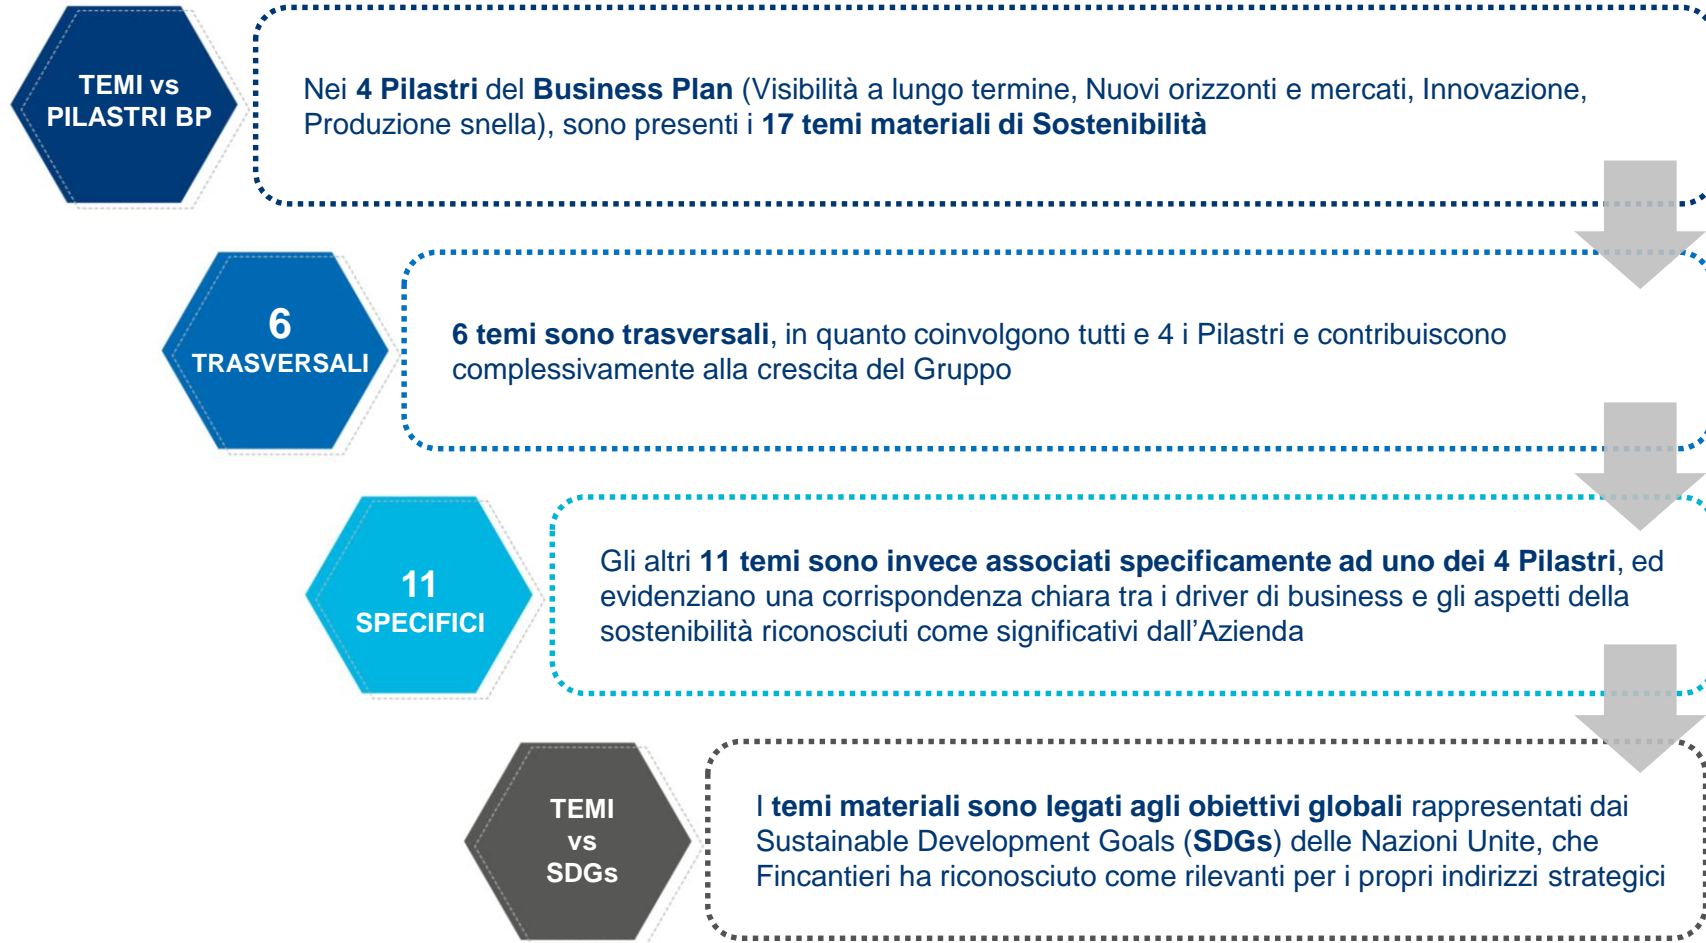 TEMI vs
PILASTRI BP
Nei 4 Pilastri del Business Plan (Visibilità a lungo termine, Nuovi orizzonti e mercati, Innovazione,
Produzione snella), sono presenti i 17 temi materiali di Sostenibilità
6
TRASVERSALI
6 temi sono trasversali, in quanto coinvolgono tutti e 4 i Pilastri e contribuiscono
complessivamente alla crescita del Gruppo
11
SPECIFICI
Gli altri 11 temi sono invece associati specificamente ad uno dei 4 Pilastri, ed
evidenziano una corrispondenza chiara tra i driver di business e gli aspetti della
sostenibilità riconosciuti come significativi dall’Azienda
TEMI
vs
SDGs
I temi materiali sono legati agli obiettivi globali rappresentati dai
Sustainable Development Goals (SDGs) delle Nazioni Unite, che
Fincantieri ha riconosciuto come rilevanti per i propri indirizzi strategici